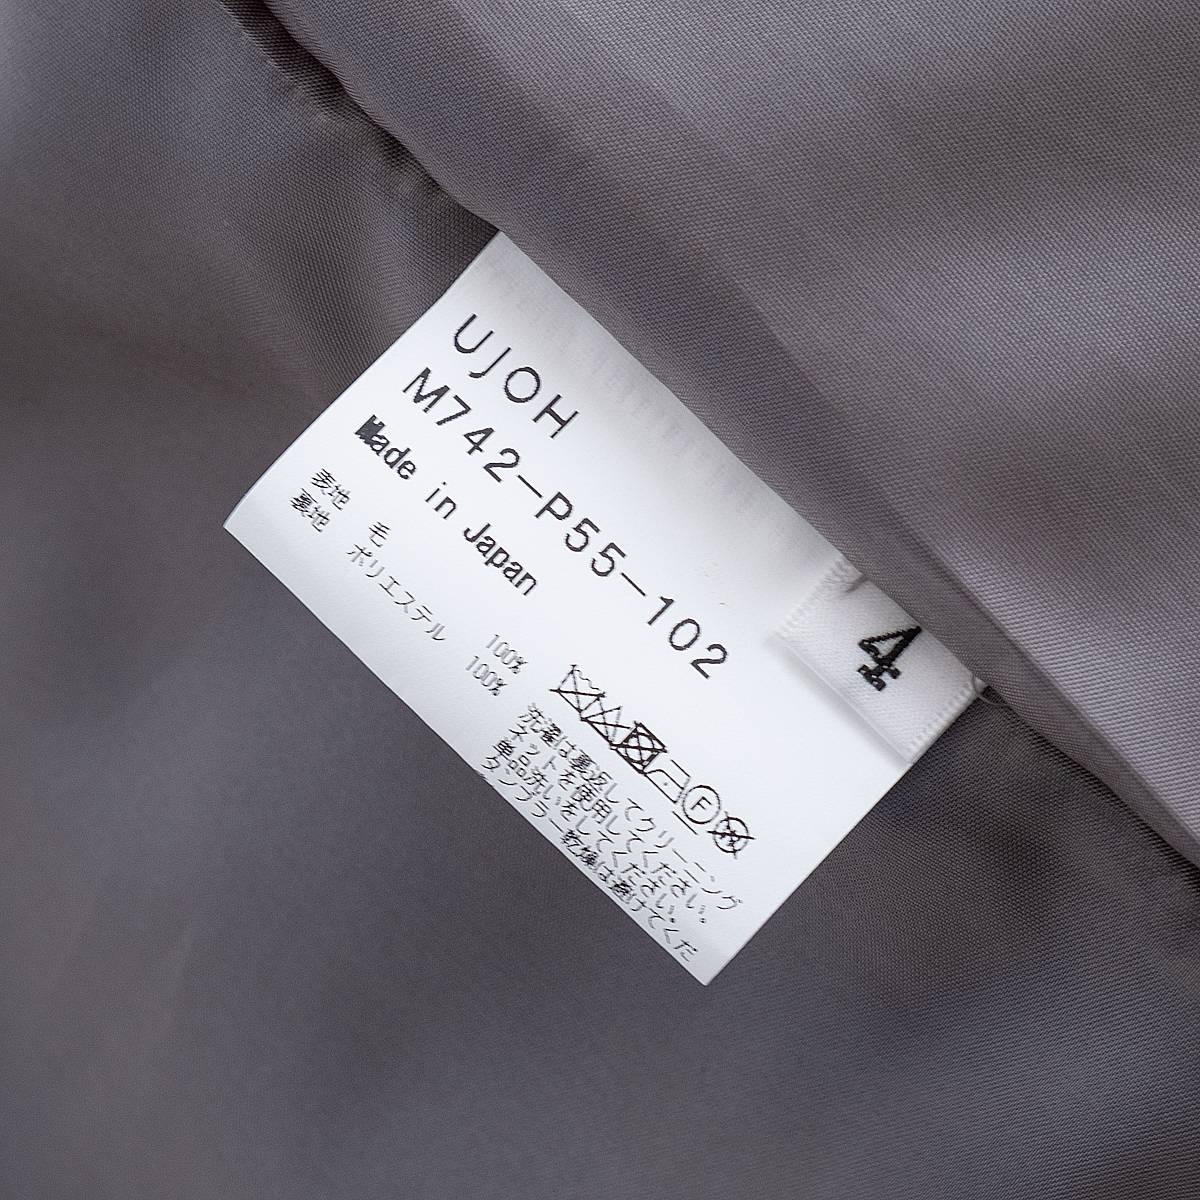 UJOH
M742-P55-102
Made in Japan
表地 毛 100%
裏地 ポリエステル 100%
F
洗濯は裏返してクリーニング
ネットを使用してください。
単品洗いをしてください。
タンブラー乾燥は避けてくだ
4